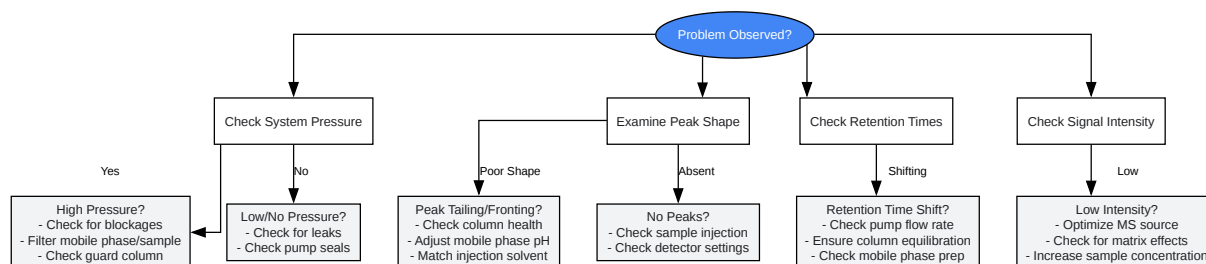 Problem Observed?
Check System Pressure
Examine Peak Shape
Check Retention Times
Check Signal Intensity
Yes
No
Poor Shape
Absent
Shifting
Low
High Pressure?
- Check for blockages
- Filter mobile phase/sample
- Check guard column
Low/No Pressure?
- Check for leaks
- Check pump seals
Peak Tailing/Fronting?
- Check column health
- Adjust mobile phase pH
- Match injection solvent
No Peaks?
- Check sample injection
- Check detector settings
Retention Time Shift?
- Check pump flow rate
- Ensure column equilibration
- Check mobile phase prep
Low Intensity?
- Optimize MS source
- Check for matrix effects
- Increase sample concentration